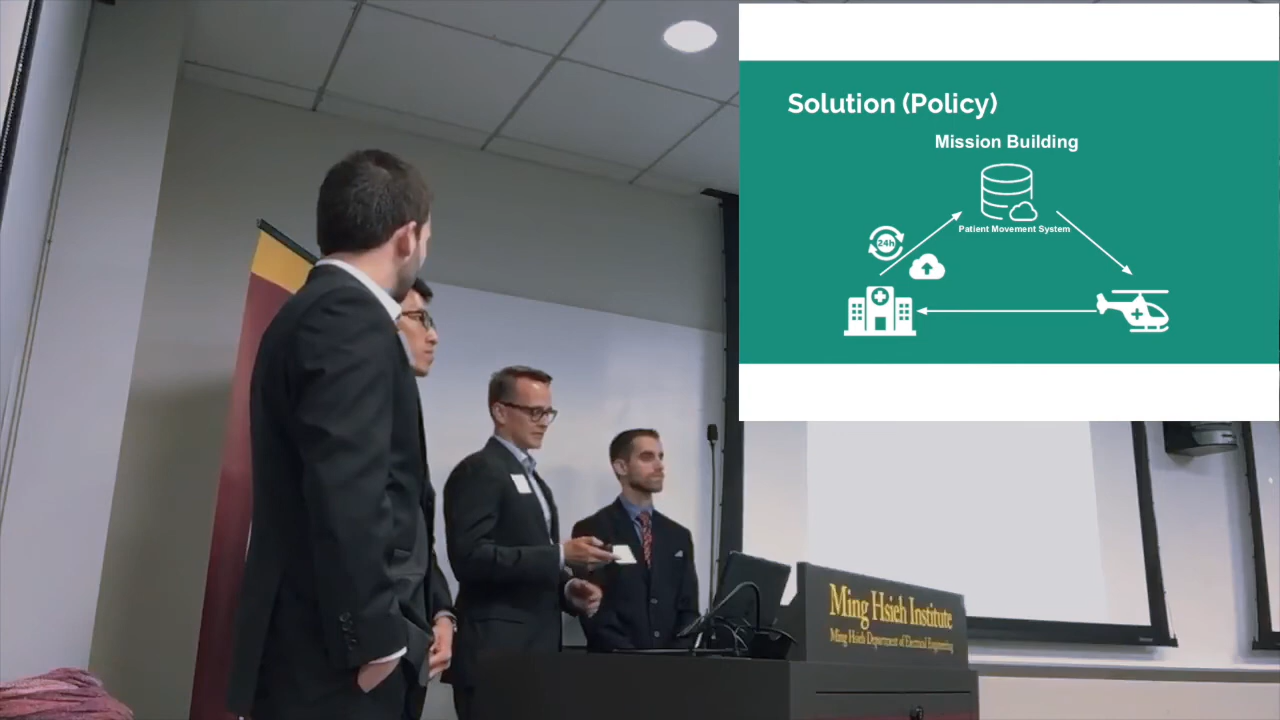 Solution (Policy)
Mission Building
Patient Movement System
24h
Ming Hsieh Institute
Ming Hsieh Department of Electrical Engineering